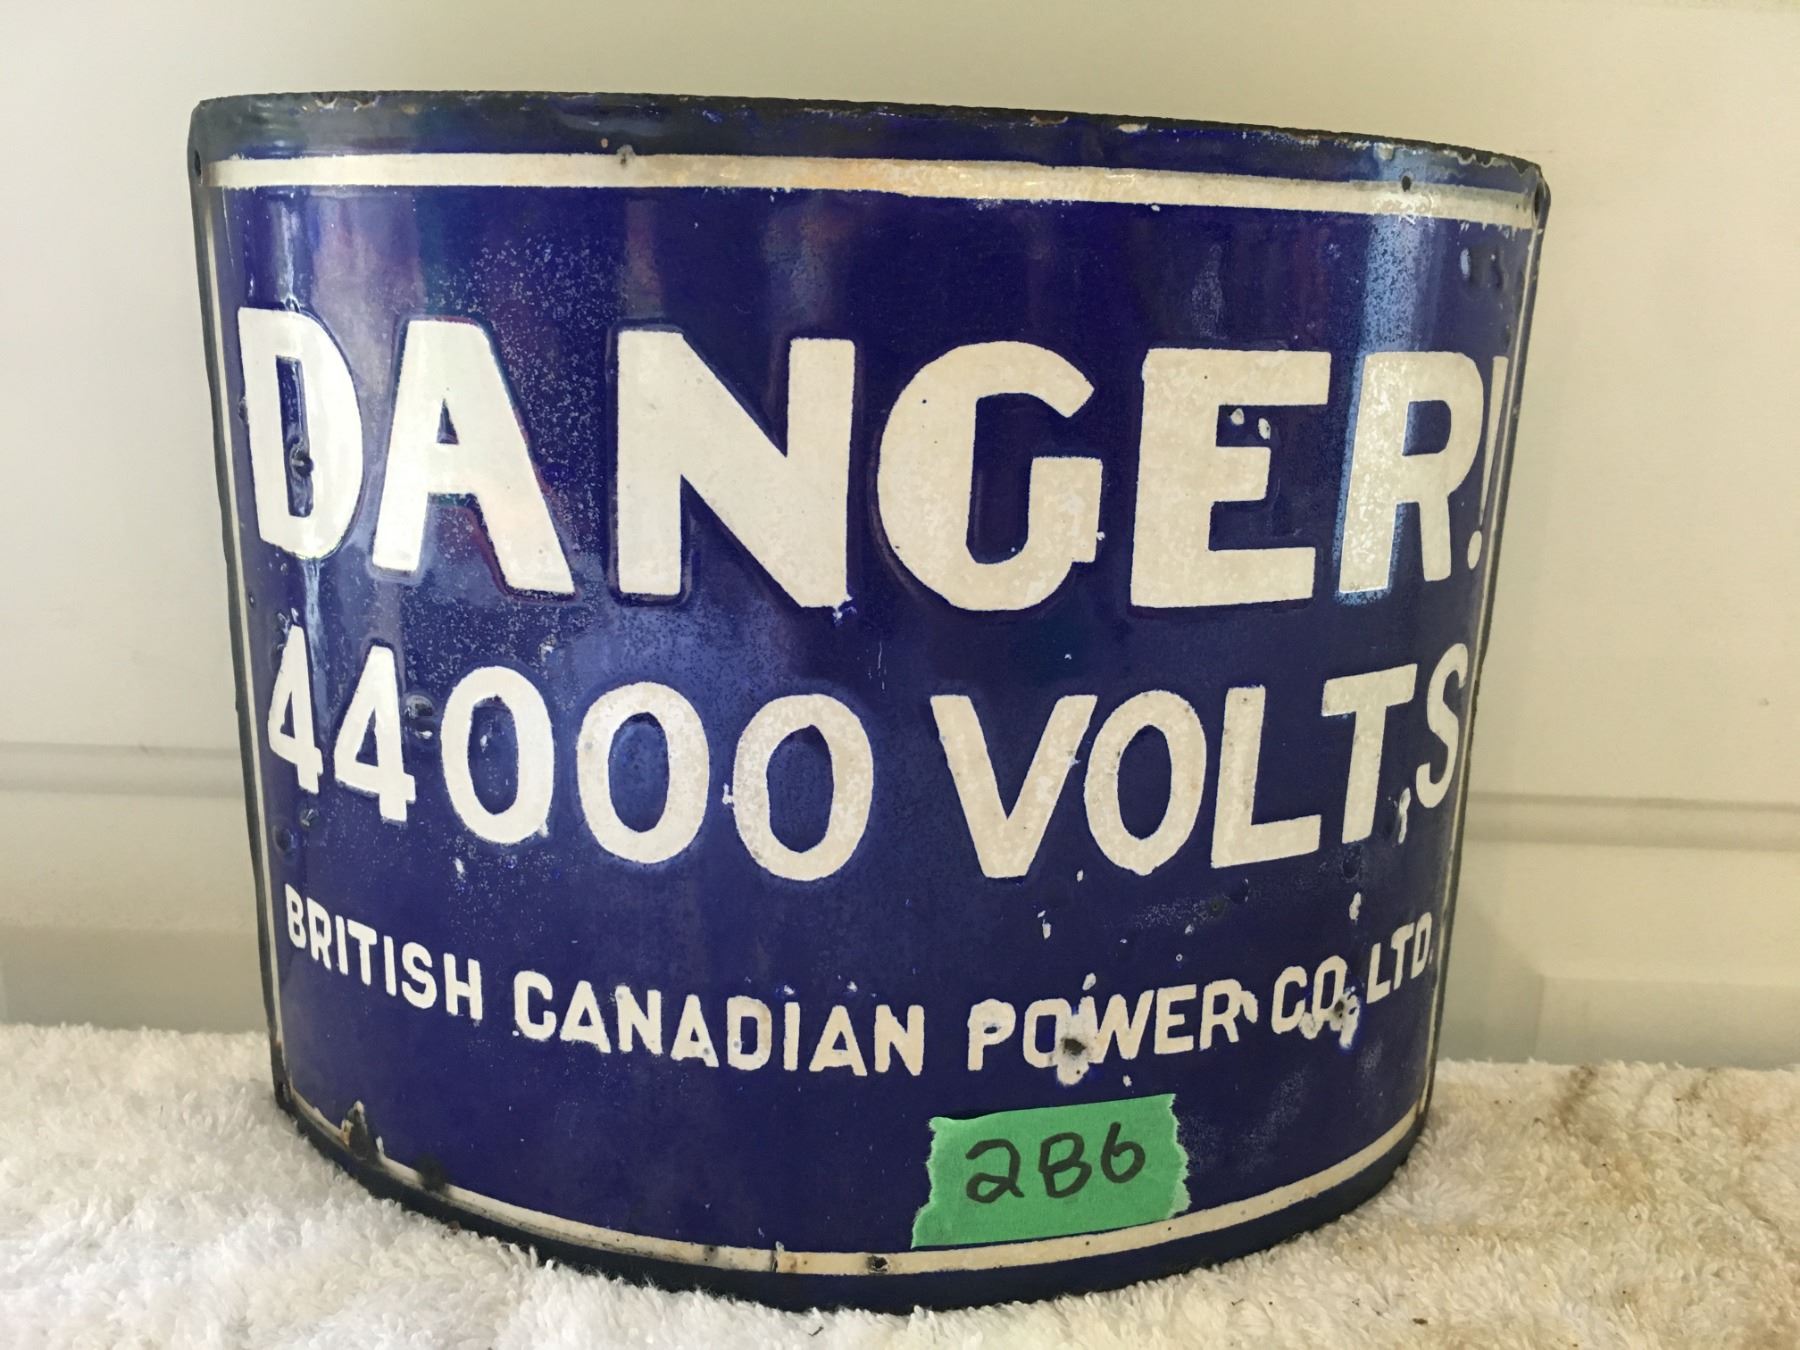 DANGER!
44000 VOLTS
BRITISH CANADIAN POWER CO. LTD.
2B6